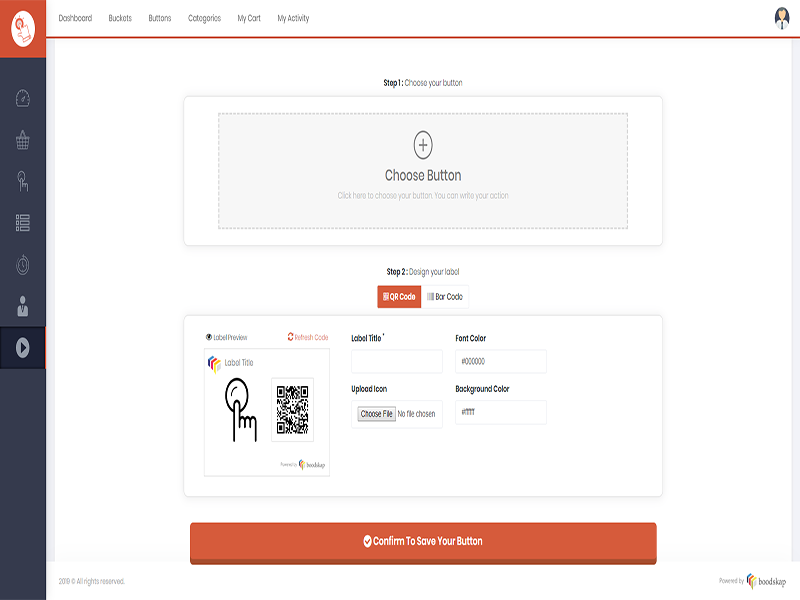 Dashboard Buckets Buttons Categories My Cart My Activity
Step 1 : Choose your button
Choose Button
Click here to choose your button. You can write your action
Step 2 : Design your label
QR Code Bar Code
Label Preview Refresh Code
Label Title
Powered by boodskap
Label Title * Font Color
#000000
Upload Icon Background Color
Choose File No file chosen #ffffff
Confirm To Save Your Button
2019 © All rights reserved. Powered by boodskap